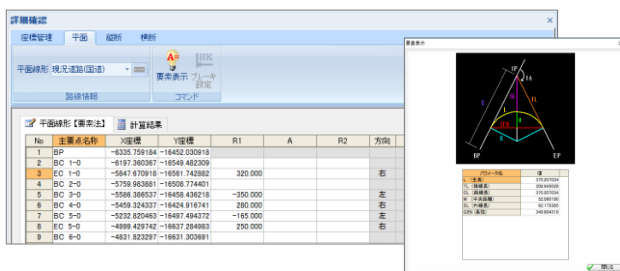 詳細確認
座標管理 平面 縦断 横断
平面線形 現況道路(国道)
要素表示 ブレーキ設定
路線情報 コマンド
平面線形【要素法】 計算結果
No 主要点名称 X座標 Y座標 R1 A R2 方向
1 BP -6335.759184 -16452.030918
2 BC 1-0 -6197.360367 -16549.482309
3 EC 1-0 -5847.670918 -16561.742882 320.000 右
4 BC 2-0 -5759.983881 -16508.774401
5 BC 3-0 -5586.386537 -16458.436218 -350.000 左
6 BC 4-0 -5459.324337 -16424.916741 280.000 右
7 BC 5-0 -5232.820463 -16497.494372 -165.000 左
8 EC 5-0 -4999.429742 -16637.284983 250.000 右
9 BC 6-0 -4831.823297 -16631.303691
要素表示
IP
IA
BP EP
パラメータ名 値
閉じる